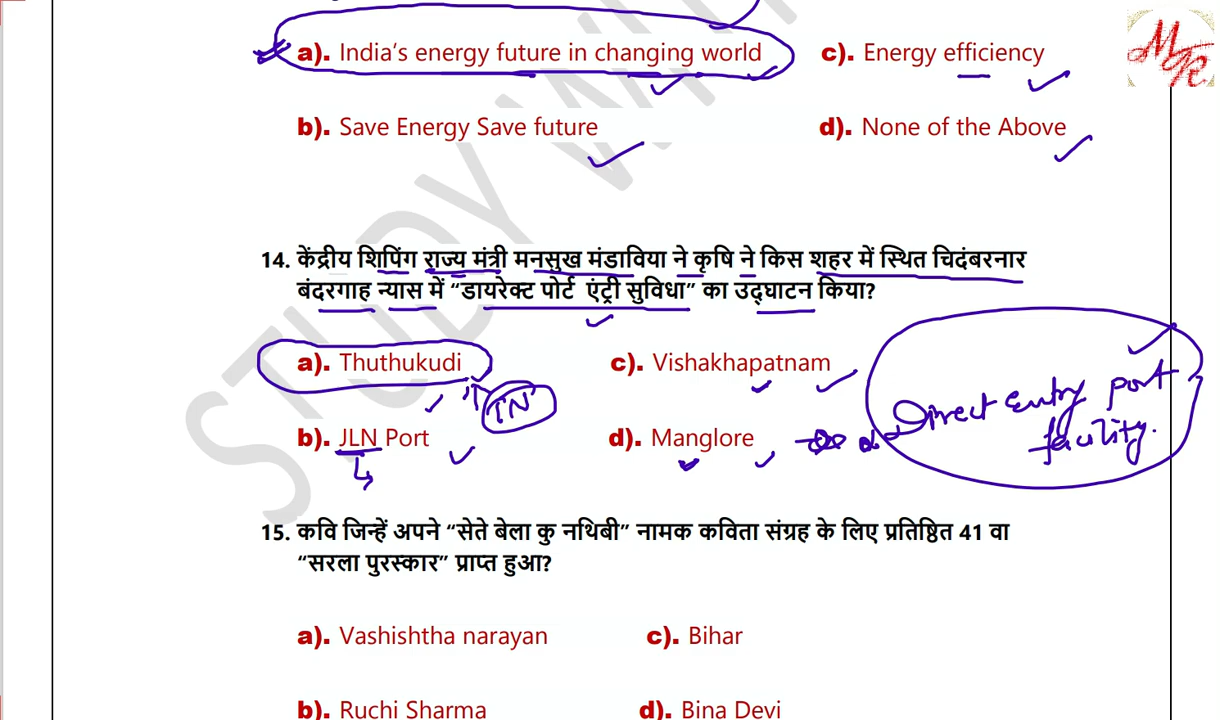 a). India's energy future in changing world c). Energy efficiency
b). Save Energy Save future d). None of the Above
14. केंद्रीय शिपिंग राज्य मंत्री मनसुख मंडाविया ने कृषि ने किस शहर में स्थित चिदंबरनार
बंदरगाह न्यास में “डायरेक्ट पोर्ट एंट्री सुविधा” का उद्घाटन किया?
a). Thuthukudi c). Vishakhapatnam
TN
b). JLN Port d). Manglore
Direct entry port
facility.
15. कवि जिन्हें अपने “सेते बेला कु नथिबी” नामक कविता संग्रह के लिए प्रतिष्ठित 41 वा
“सरला पुरस्कार” प्राप्त हुआ?
a). Vashishtha narayan c). Bihar
b). Ruchi Sharma d). Bina Devi
MR